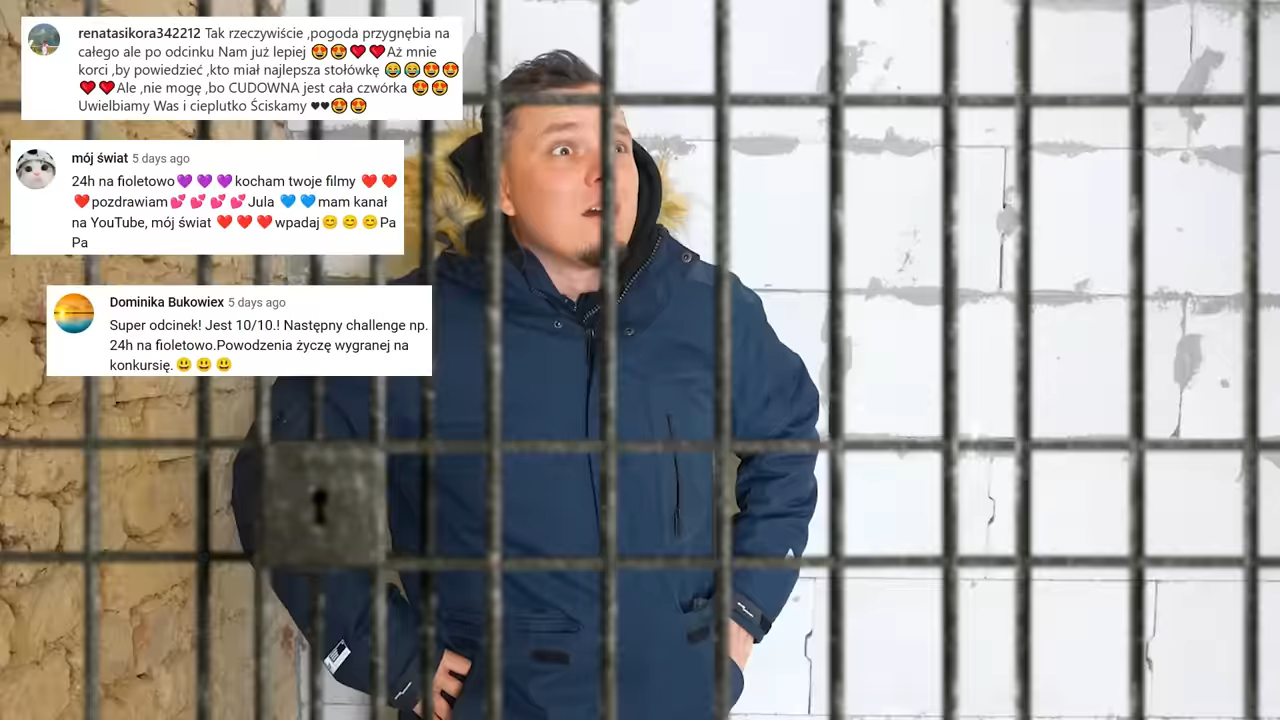 renatasikora342212 Tak rzeczywiście ,pogoda przygnębia na
całego ale po odcinku Nam już lepiej 😍😍❤️❤️Aż mnie
korci ,by powiedzieć ,kto miał najlepsza stołówkę 😂😂😍😍
❤️❤️Ale ,nie mogę ,bo CUDOWNA jest cała czwórka 😍😍
Uwielbiamy Was i cieplutko Ściskamy ♥♥😍😍
mój świat 5 days ago
24h na fioletowo💜💜💜kocham twoje filmy ❤️❤️
❤️pozdrawiam💕💕💕💕Jula 💙💙mam kanał
na YouTube, mój świat ❤️❤️❤️wpadaj😊😊😊Pa
Pa
Dominika Bukowiex 5 days ago
Super odcinek! Jest 10/10.! Następny challenge np.
24h na fioletowo.Powodzenia życzę wygranej na
konkursię.😃😃😃